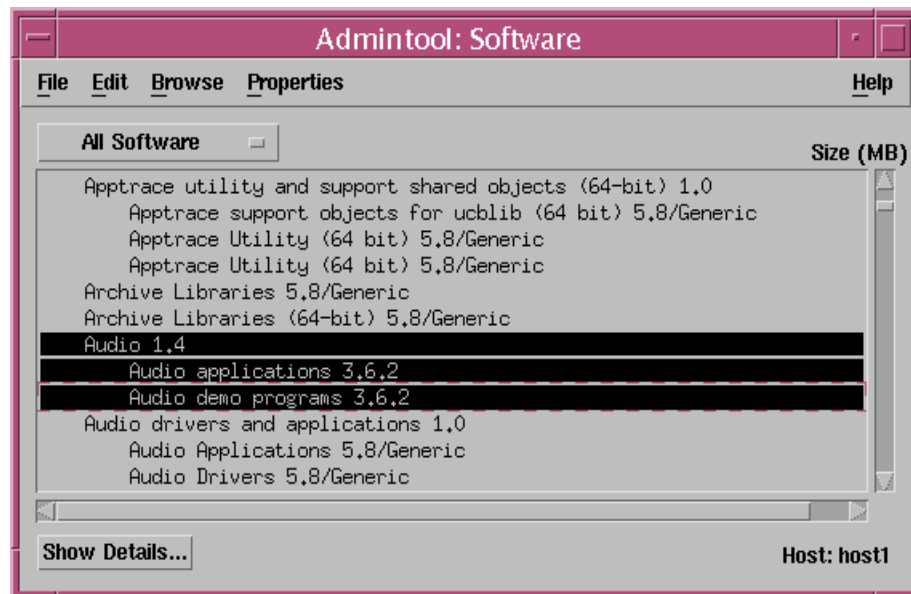 Admintool: Software
File Edit Browse Properties Help
All Software
Size (MB)
Apptrace utility and support shared objects (64-bit) 1.0
Apptrace support objects for ucblib (64 bit) 5.8/Generic
Apptrace Utility (64 bit) 5.8/Generic
Apptrace Utility (64 bit) 5.8/Generic
Archive Libraries 5.8/Generic
Archive Libraries (64-bit) 5.8/Generic
Audio 1.4
Audio applications 3.6.2
Audio demo programs 3.6.2
Audio drivers and applications 1.0
Audio Applications 5.8/Generic
Audio Drivers 5.8/Generic
Show Details...
Host: host1